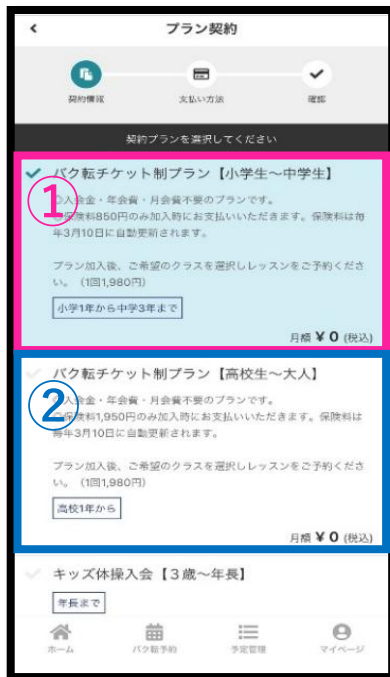 プラン契約
契約情報
支払い方法
確認
契約プランを選択してください
①
バク転チケット制プラン【小学生～中学生】
◎入会金・年会費・月会費不要のプランです。
◎保険料850円のみ加入時にお支払いいただきます。保険料は毎
年3月10日に自動更新されます。
プラン加入後、ご希望のクラスを選択しレッスンをご予約くださ
い。（1回1,980円）
小学1年から中学3年まで
月額 ¥ 0 (税込)
②
バク転チケット制プラン【高校生～大人】
入会金・年会費・月会費不要のプランです。
保険料1,950円のみ加入時にお支払いいただきます。保険料は
毎年3月10日に自動更新されます。
プラン加入後、ご希望のクラスを選択しレッスンをご予約くださ
い。（1回1,980円）
高校1年から
月額 ¥ 0 (税込)
キッズ体操入会【３歳～年長】
年長まで
ホーム
バク転予約
予定管理
マイページ